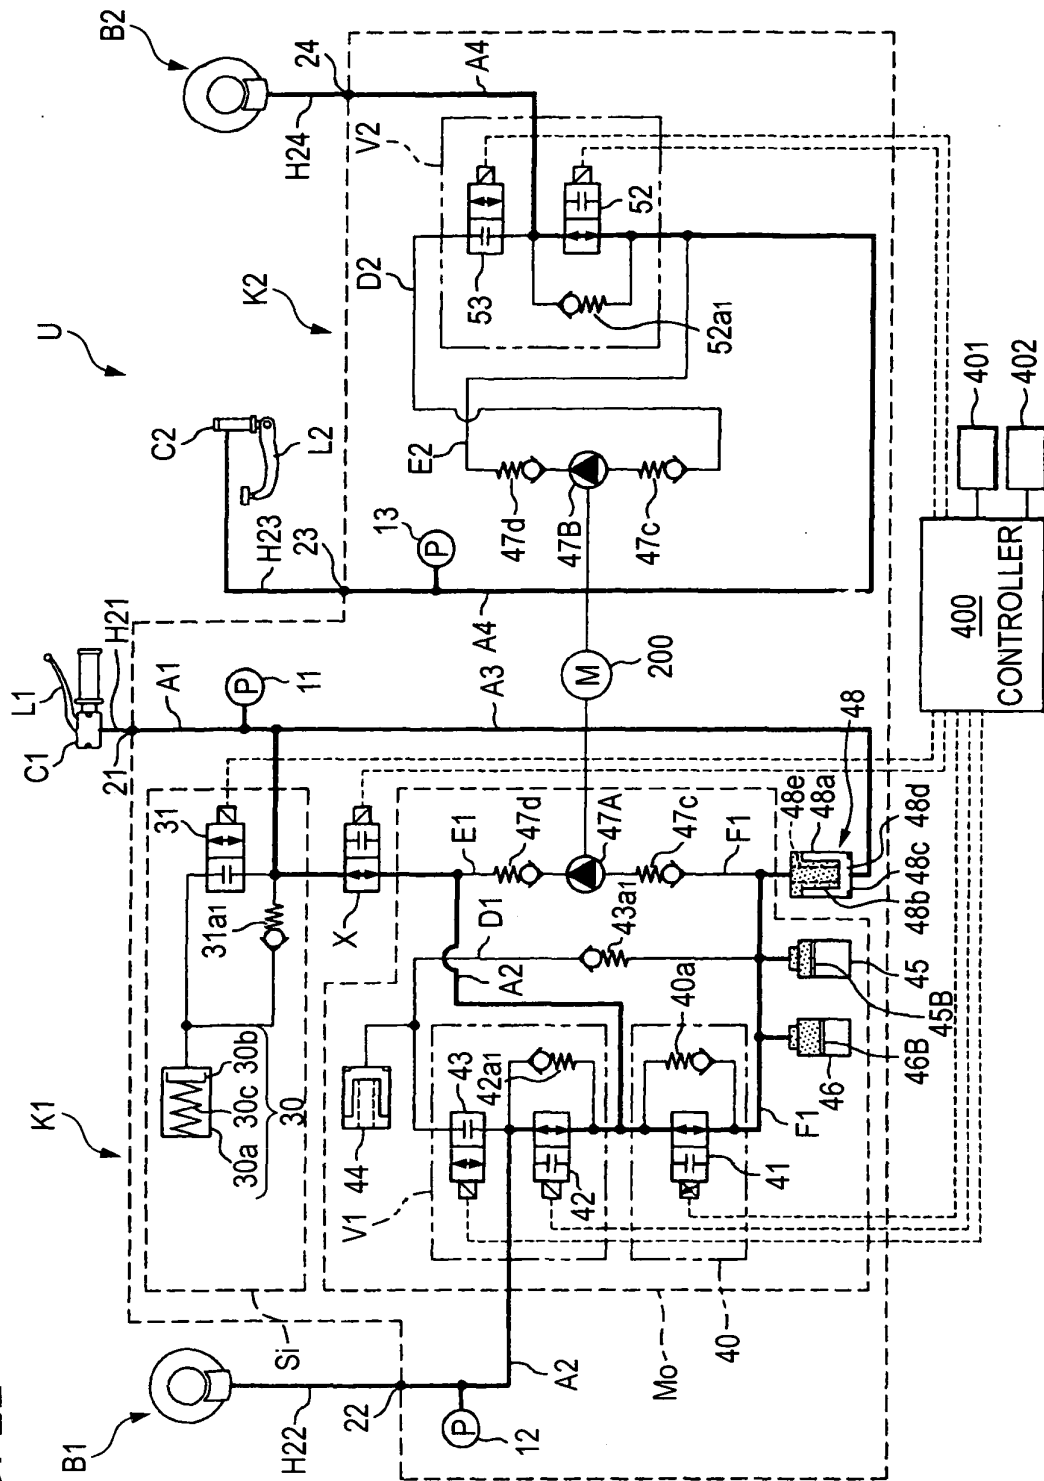 U
K1
K2
B1
B2
C1
L1
H21
21
A1
P
11
C2
L2
H23
23
P
13
H24
24
A4
V2
53
52
52a1
D2
E2
47d
47B
47c
A4
A3
M
200
31
31a1
X
30a
30c
30b
30
Si
E1
47d
47A
47c
F1
D1
43a1
A2
44
43
42a1
42
V1
40a
41
40
F1
Mo
46
46B
45
45B
48
48a
48b
48c
48d
48e
H22
22
P
12
A2
400
CONTROLLER
401
402